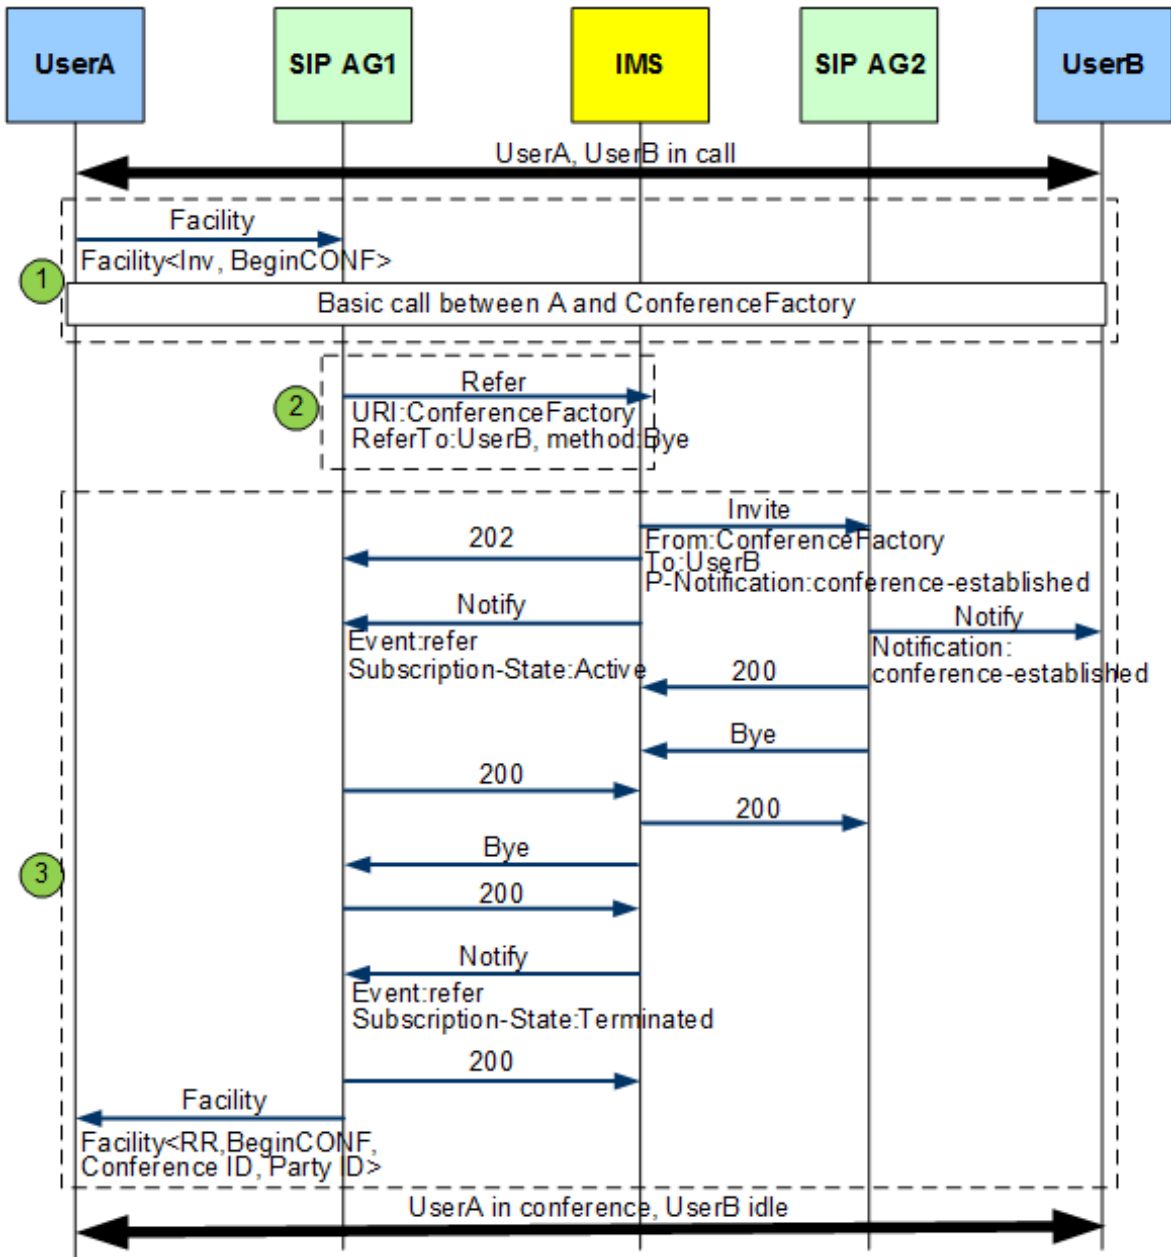 UserA
SIP AG1
IMS
SIP AG2
UserB
UserA, UserB in call
Facility
Facility<Inv, BeginCONF>
1
Basic call between A and ConferenceFactory
Refer
2
URI:ConferenceFactory
ReferTo:UserB, method:Bye
Invite
202
From:ConferenceFactory
To:UserB
P-Notification:conference-established
Notify
Notify
Event:refer
Subscription-State:Active
Notification:
conference-established
200
Bye
200
200
Bye
3
200
Notify
Event:refer
Subscription-State:Terminated
200
Facility
Facility<RR,BeginCONF,
Conference ID, Party ID>
UserA in conference, UserB idle